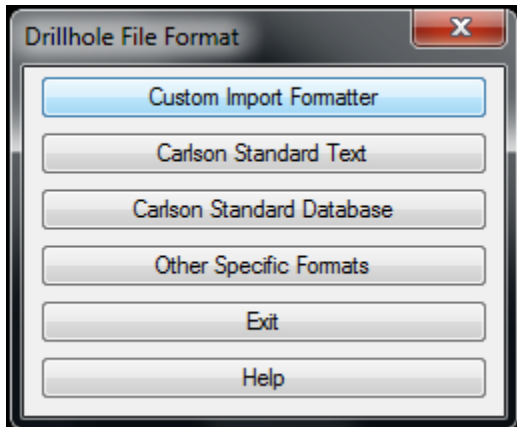 Drillhole File Format
Custom Import Formatter
Carlson Standard Text
Carlson Standard Database
Other Specific Formats
Exit
Help